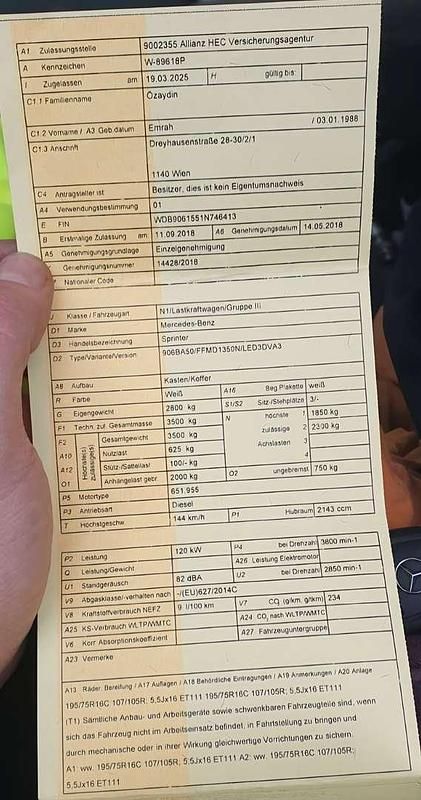 A1 Zulassungsstelle 9002355 Allianz HEC Versicherungsagentur
A Kennzeichen W-89618P
I Zugelassen am 19.03.2025 H gültig bis:
C1.1 Familienname Özaydin
C1.2 Vorname / A3 Geb.datum Emrah / 03.01.1988
C1.3 Anschrift Dreyhausenstraße 28-30/2/1
1140 Wien
C4 Antragsteller ist Besitzer, dies ist kein Eigentumsnachweis
A4 Verwendungsbestimmung 01
E FIN WDB9061551N746413
B Erstmalige Zulassung am: 11.09.2018 A6 Genehmigungsdatum 14.05.2018
A5 Genehmigungsgrundlage Einzelgenehmigung
Genehmigungsnummer 14428/2018
Nationaler Code
J Klasse / Fahrzeugart N1/Lastkraftwagen/Gruppe III
D1 Marke Mercedes-Benz
D3 Handelsbezeichnung Sprinter
D2 Type/Variante/Version 906BA50/FFMD1350N/LED3DVA3
A8 Aufbau Kasten/Koffer
R Farbe Weiß A16 Beg.Plakette weiß
G Eigengewicht 2800 kg S1/S2 Sitz-/Stehplätze 3/-
F1 Techn. zul. Gesamtmasse 3500 kg N höchste 1 1850 kg
F2 Höchste(s) zulässige(s) Gesamtgewicht 3500 kg zulässige 2 2300 kg
A10 Nutzlast 625 kg Achslasten 3
A12 Stütz-/Sattellast 100/- kg 4
O1 Anhängelast gebr. 2000 kg O2 ungebremst 750 kg
P5 Motortype 651.955
P3 Antriebsart Diesel
T Höchstgeschw. 144 km/h P1 Hubraum 2143 ccm
P2 Leistung 120 kW P4 bei Drehzahl 3800 min-1
Q Leistung/Gewicht A26 Leistung Elektromotor
U1 Standgeräusch 82 dBA U2 bei Drehzahl 2850 min-1
V9 Abgasklasse/-verhalten nach -/(EU)627/2014C
V8 Kraftstoffverbrauch NEFZ 9 l/100 km V7 CO₂ (g/km, g/km) 234
A25 KS-Verbrauch WLTP/WMTC A24 CO₂ nach WLTP/WMTC
V6 Korr Absorptionskoeffizient A27 Fahrzeuguntergruppe
A23 Vermerke
A13 Räder, Bereifung / A17 Auflagen / A18 Behördliche Eintragungen / A19 Anmerkungen / A20 Anlage
195/75R16C 107/105R; 5,5Jx16 ET111 195/75R16C 107/105R; 5,5Jx16 ET111
(T1) Sämtliche Anbau- und Arbeitsgeräte sowie schwenkbaren Fahrzeugteile sind, wenn
sich das Fahrzeug nicht im Arbeitseinsatz befindet, in Fahrtstellung zu bringen und
durch mechanische oder in ihrer Wirkung gleichwertige Vorrichtungen zu sichern.
A1: ww. 195/75R16C 107/105R; 5,5Jx16 ET111 A2: ww. 195/75R16C 107/105R;
5,5Jx16 ET111